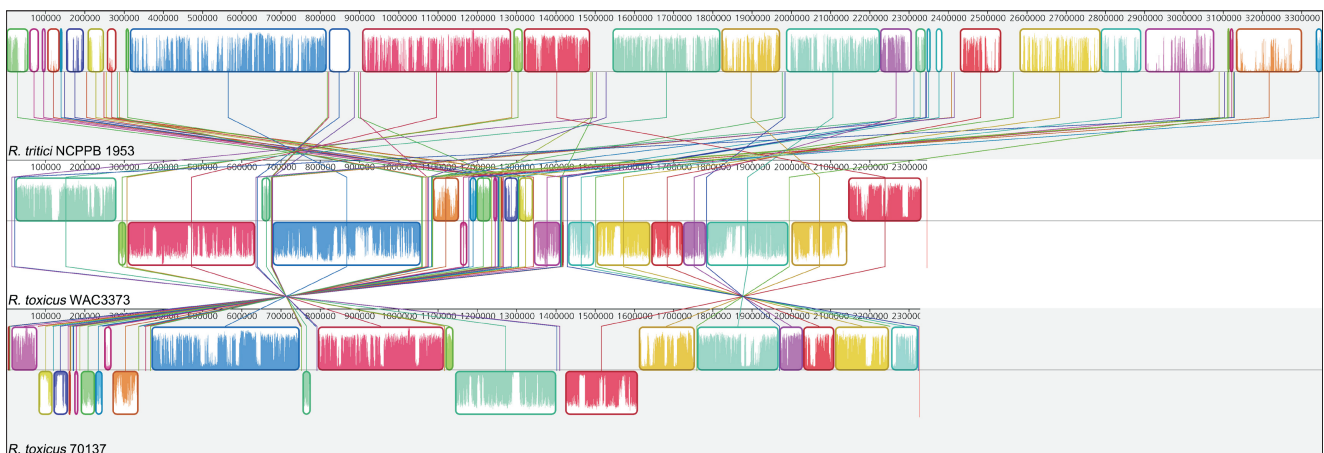 100000 200000 300000 400000 500000 600000 700000 800000 900000 1000000 1100000 1200000 1300000 1400000 1500000 1600000 1700000 1800000 1900000 2000000 2100000 2200000 2300000 2400000 2500000 2600000 2700000 2800000 2900000 3000000 3100000 3200000 3300000
R. tritici NCPPB 1953
100000 200000 300000 400000 500000 600000 700000 800000 900000 1000000 1100000 1200000 1300000 1400000 1500000 1600000 1700000 1800000 1900000 2000000 2100000 2200000 2300000
R. toxicus WAC3373
100000 200000 300000 400000 500000 600000 700000 800000 900000 1000000 1100000 1200000 1300000 1400000 1500000 1600000 1700000 1800000 1900000 2000000 2100000 2200000 2300000
R. toxicus 70137